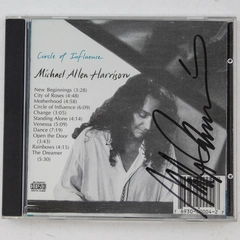 Circle of Influence
Michael Allen Harrison
New Beginnings (3:28)
City of Roses (4:48)
Motherhood (4:58)
Circle of Influence (6:09)
Change (3:05)
Standing Alone (4:14)
Venessa (3:09)
Dance (7:19)
Open the Door
(3:43)
Rainbows (4:13)
The Dreamer
(5:50)